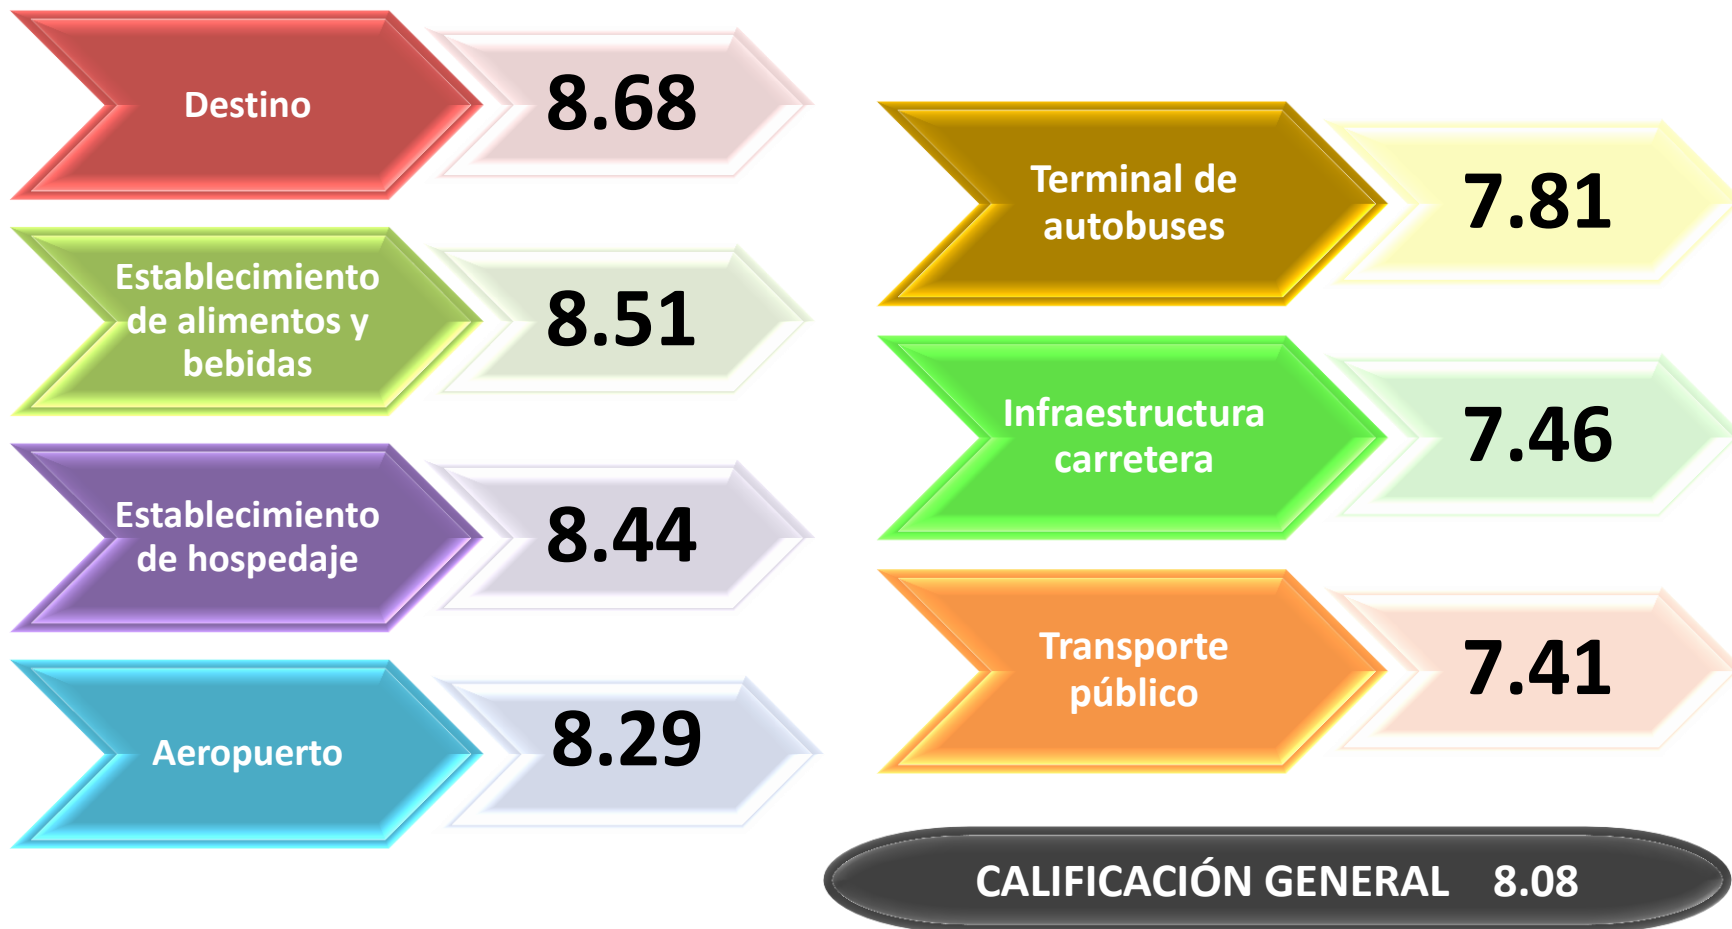 Destino
8.68
Establecimiento
de alimentos y
bebidas
8.51
Establecimiento
de hospedaje
8.44
Aeropuerto
8.29
Terminal de
autobuses
7.81
Infraestructura
carretera
7.46
Transporte
público
7.41
CALIFICACIÓN GENERAL 8.08